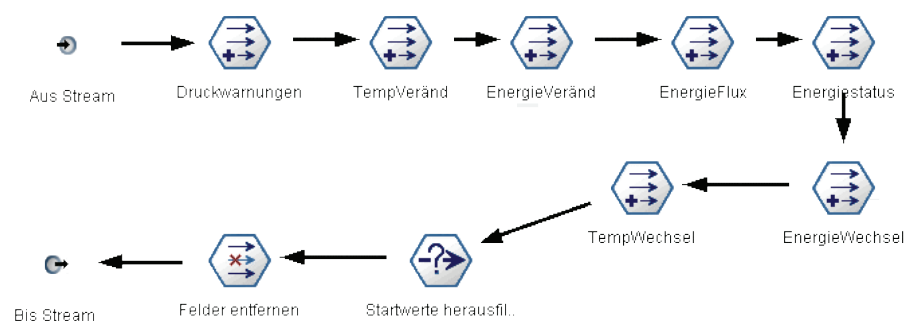 Aus Stream
Druckwarnungen
TempVeränd
EnergieVeränd
EnergieFlux
Energiestatus
EnergieWechsel
TempWechsel
Startwerte herausfil..
Felder entfernen
Bis Stream